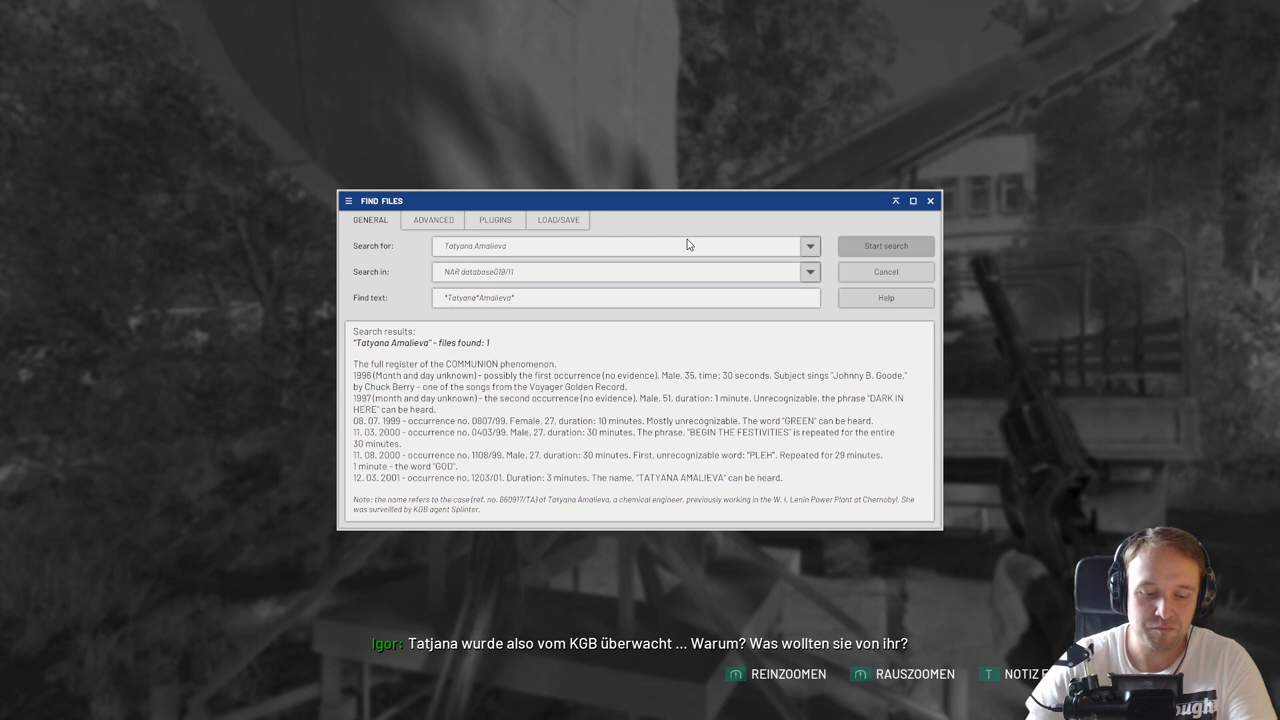 FIND FILES
GENERAL ADVANCED PLUGINS LOAD/SAVE
Search for: Tatyana Amalieva Start search
Search in: NAR database019/11 Cancel
Find text: *Tatyana*Amalieva* Help
Search results:
"Tatyana Amalieva" - files found: 1
The full register of the COMMUNION phenomenon.
1996 (Month and day unknown) - possibly the first occurrence (no evidence). Male, 35, time: 30 seconds. Subject sings "Johnny B. Goode,"
by Chuck Berry – one of the songs from the Voyager Golden Record.
1997 (month and day unknown) - the second occurrence (no evidence). Male, 51, duration: 1 minute. Unrecognizable, the phrase "DARK IN
HERE" can be heard.
08. 07. 1999 - occurrence no. 0807/99. Female, 27, duration: 10 minutes. Mostly unrecognizable. The word "GREEN" can be heard.
11. 03. 2000 - occurrence no. 0403/99. Male, 27, duration: 30 minutes. The phrase, "BEGIN THE FESTIVITIES" is repeated for the entire
30 minutes.
11. 08. 2000 - occurrence no. 1108/99. Male, 27, duration: 30 minutes. First, unrecognizable word: "PLEH". Repeated for 29 minutes.
1 minute - the word "GOD".
12. 03. 2001 - occurrence no. 1203/01. Duration: 3 minutes. The name, "TATYANA AMALIEVA" can be heard.
Note: the name refers to the case (ref. no. 860917/TA) of Tatyana Amalieva, a chemical engineer, previously working in the W. I. Lenin Power Plant at Chernobyl. She
was surveilled by KGB agent Splinter.
Igor: Tatjana wurde also vom KGB überwacht ... Warum? Was wollten sie von ihr?
REINZOOMEN RAUSZOOMEN T NOTIZ